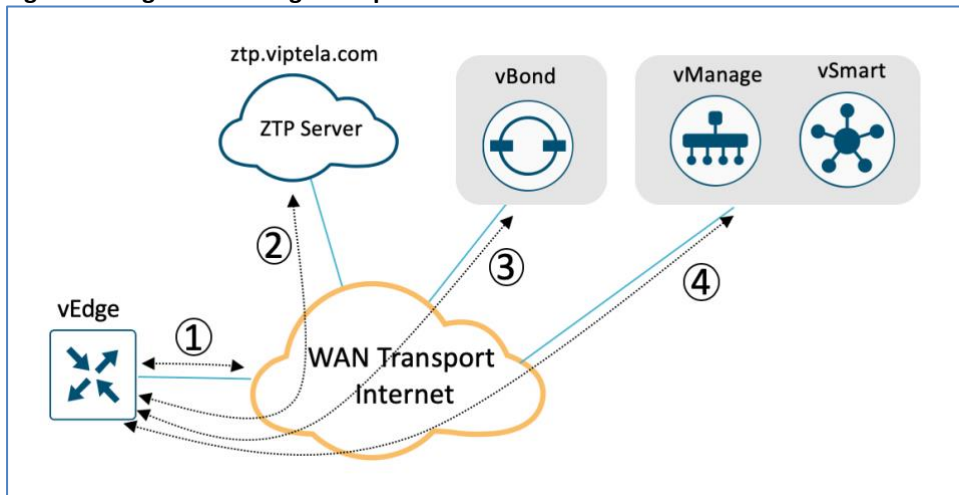 ztp.viptela.com
ZTP Server
vBond
vManage
vSmart
②
③
④
vEdge
①
WAN Transport
Internet